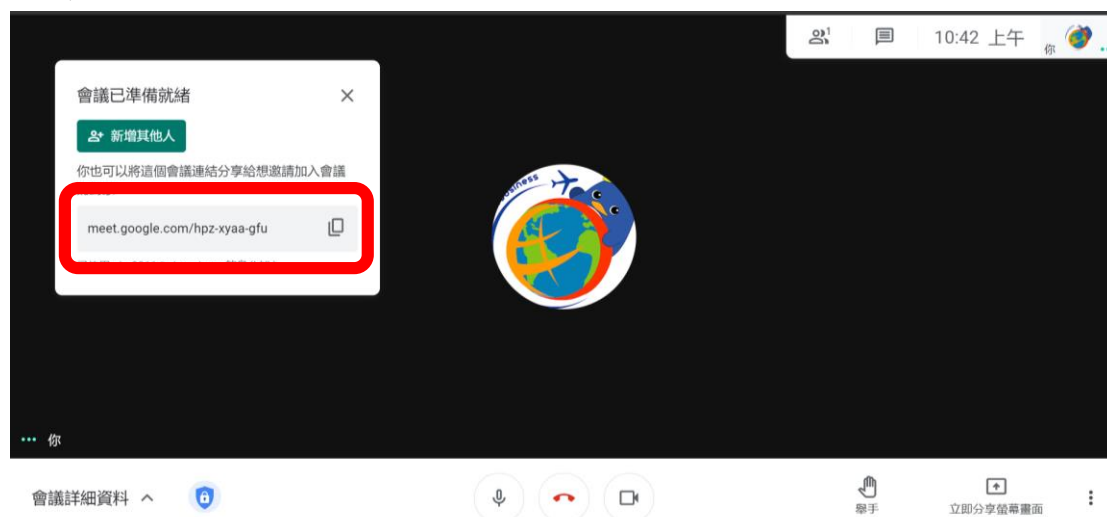 1
10:42 上午
你
會議已準備就緒
新增其他人
你也可以將這個會議連結分享給想邀請加入會議
meet.google.com/hpz-xyaa-gfu
business
你
會議詳細資料
舉手
立即分享螢幕畫面